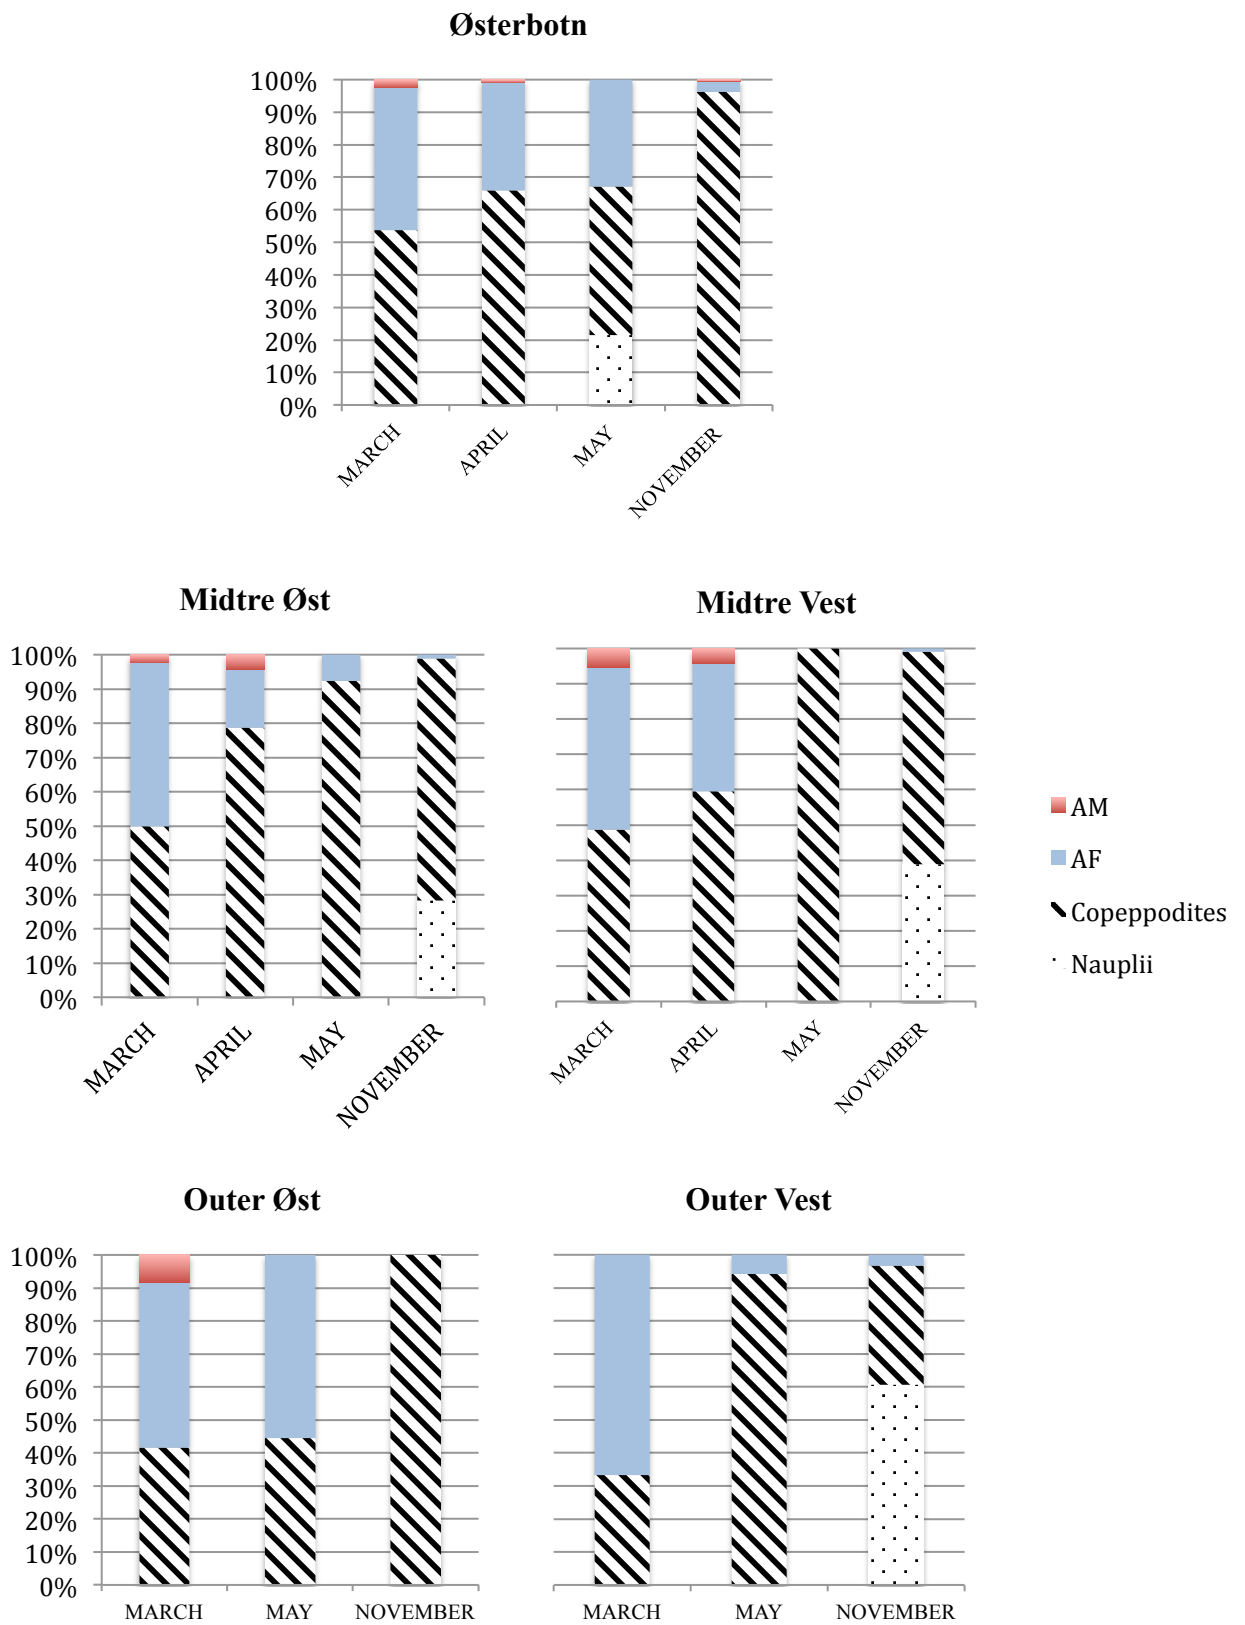 Østerbotn
100%
90%
80%
70%
60%
50%
40%
30%
20%
10%
0%
MARCH
APRIL
MAY
NOVEMBER
Midtre Øst
100%
90%
80%
70%
60%
50%
40%
30%
20%
10%
0%
MARCH
APRIL
MAY
NOVEMBER
Midtre Vest
MARCH
APRIL
MAY
NOVEMBER
AM
AF
Copeppodites
Nauplii
Outer Øst
100%
90%
80%
70%
60%
50%
40%
30%
20%
10%
0%
MARCH MAY NOVEMBER
Outer Vest
MARCH MAY NOVEMBER